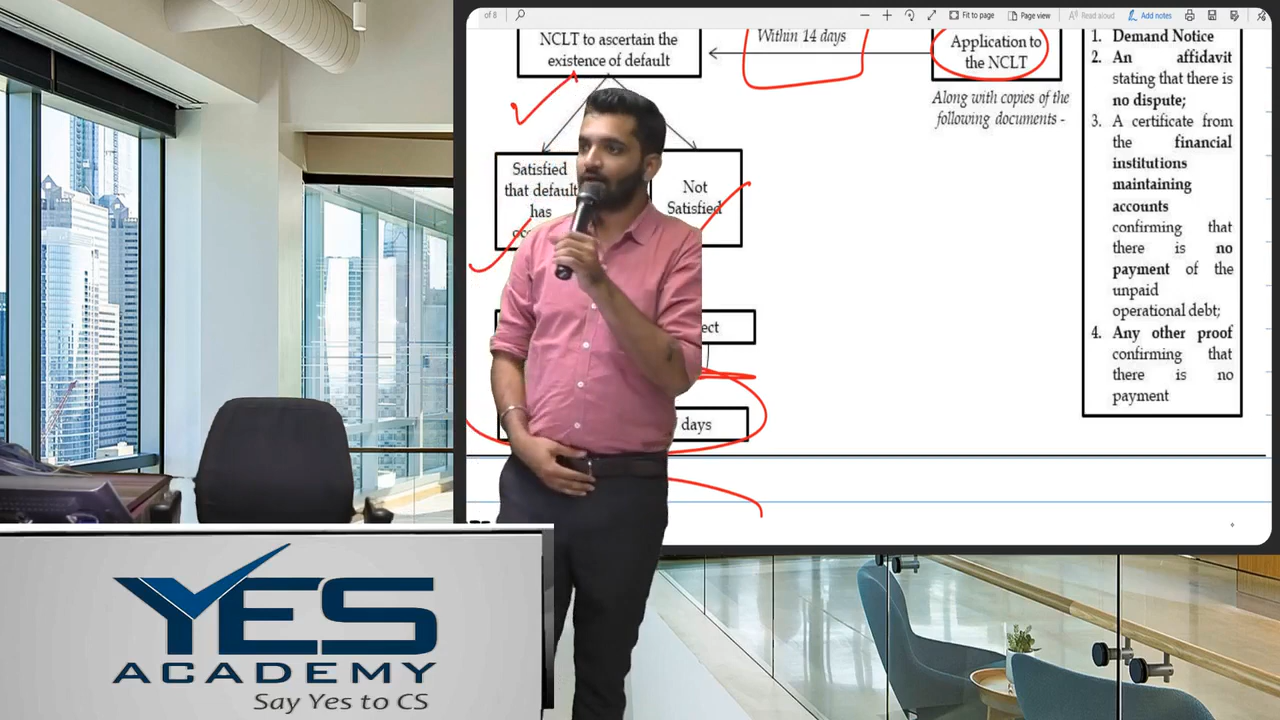 of 8
Fit to page
Page view
Read aloud
Add notes
NCLT to ascertain the
existence of default
Within 14 days
Application to
the NCLT
Along with copies of the
following documents -
Satisfied
that default
has
Not
Satisfied
days
1. Demand Notice
2. An affidavit
stating that there is
no dispute;
3. A certificate from
the financial
institutions
maintaining
accounts
confirming that
there is no
payment of the
unpaid
operational debt;
4. Any other proof
confirming that
there is no
payment
YES
ACADEMY
Say Yes to CS